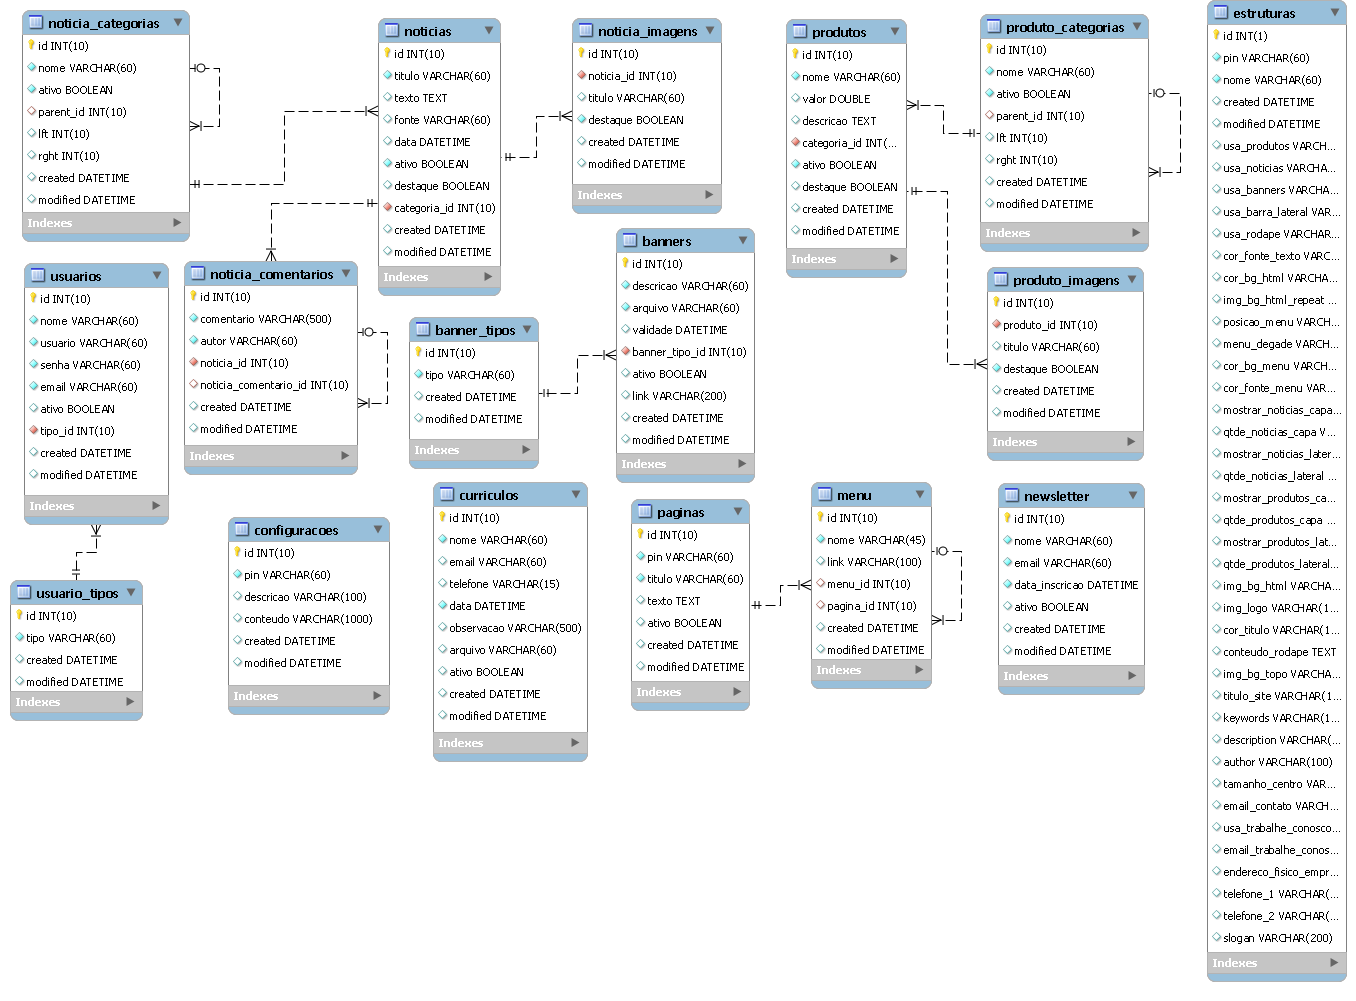 noticia_categorias
id INT(10)
nome VARCHAR(60)
ativo BOOLEAN
parent_id INT(10)
lft INT(10)
rght INT(10)
created DATETIME
modified DATETIME
Indexes
noticias
id INT(10)
titulo VARCHAR(60)
texto TEXT
fonte VARCHAR(60)
data DATETIME
ativo BOOLEAN
destaque BOOLEAN
categoria_id INT(10)
created DATETIME
modified DATETIME
Indexes
noticia_imagens
id INT(10)
noticia_id INT(10)
titulo VARCHAR(60)
destaque BOOLEAN
created DATETIME
modified DATETIME
Indexes
produtos
id INT(10)
nome VARCHAR(60)
valor DOUBLE
descricao TEXT
categoria_id INT(...
ativo BOOLEAN
destaque BOOLEAN
created DATETIME
modified DATETIME
Indexes
produto_categorias
id INT(10)
nome VARCHAR(60)
ativo BOOLEAN
parent_id INT(10)
lft INT(10)
rght INT(10)
created DATETIME
modified DATETIME
Indexes
estruturas
id INT(1)
pin VARCHAR(60)
nome VARCHAR(60)
created DATETIME
modified DATETIME
usa_produtos VARCH...
usa_noticias VARCHA...
usa_banners VARCHA...
usa_barra_lateral VAR...
usa_rodape VARCHAR...
cor_fonte_texto VARC...
cor_bg_html VARCHA...
img_bg_html_repeat ...
posicao_menu VARCH...
menu_degade VARCH...
cor_bg_menu VARCH...
cor_fonte_menu VAR...
mostrar_noticias_capa...
qtde_noticias_capa V...
mostrar_noticias_later...
qtde_noticias_lateral ...
mostrar_produtos_ca...
qtde_produtos_capa ...
mostrar_produtos_lat...
qtde_produtos_lateral...
img_bg_html VARCHA...
img_logo VARCHAR(1...
cor_titulo VARCHAR(1...
conteudo_rodape TEXT
img_bg_topo VARCHA...
titulo_site VARCHAR(1...
keywords VARCHAR(1...
description VARCHAR(...
author VARCHAR(100)
tamanho_centro VAR...
email_contato VARCH...
usa_trabalhe_conosco...
email_trabalhe_conos...
endereco_fisico_empr...
telefone_1 VARCHAR(...
telefone_2 VARCHAR(...
slogan VARCHAR(200)
Indexes
usuarios
id INT(10)
nome VARCHAR(60)
usuario VARCHAR(60)
senha VARCHAR(60)
email VARCHAR(60)
ativo BOOLEAN
tipo_id INT(10)
created DATETIME
modified DATETIME
Indexes
noticia_comentarios
id INT(10)
comentario VARCHAR(500)
autor VARCHAR(60)
noticia_id INT(10)
noticia_comentario_id INT(10)
created DATETIME
modified DATETIME
Indexes
banner_tipos
id INT(10)
tipo VARCHAR(60)
created DATETIME
modified DATETIME
Indexes
banners
id INT(10)
descricao VARCHAR(60)
arquivo VARCHAR(60)
validade DATETIME
banner_tipo_id INT(10)
ativo BOOLEAN
link VARCHAR(200)
created DATETIME
modified DATETIME
Indexes
produto_imagens
id INT(10)
produto_id INT(10)
titulo VARCHAR(60)
destaque BOOLEAN
created DATETIME
modified DATETIME
Indexes
usuario_tipos
id INT(10)
tipo VARCHAR(60)
created DATETIME
modified DATETIME
Indexes
configuracoes
id INT(10)
pin VARCHAR(60)
descricao VARCHAR(100)
conteudo VARCHAR(1000)
created DATETIME
modified DATETIME
Indexes
curriculos
id INT(10)
nome VARCHAR(60)
email VARCHAR(60)
telefone VARCHAR(15)
data DATETIME
observacao VARCHAR(500)
arquivo VARCHAR(60)
ativo BOOLEAN
created DATETIME
modified DATETIME
Indexes
paginas
id INT(10)
pin VARCHAR(60)
titulo VARCHAR(60)
texto TEXT
ativo BOOLEAN
created DATETIME
modified DATETIME
Indexes
menu
id INT(10)
nome VARCHAR(45)
link VARCHAR(100)
menu_id INT(10)
pagina_id INT(10)
created DATETIME
modified DATETIME
Indexes
newsletter
id INT(10)
nome VARCHAR(60)
email VARCHAR(60)
data_inscricao DATETIME
ativo BOOLEAN
created DATETIME
modified DATETIME
Indexes